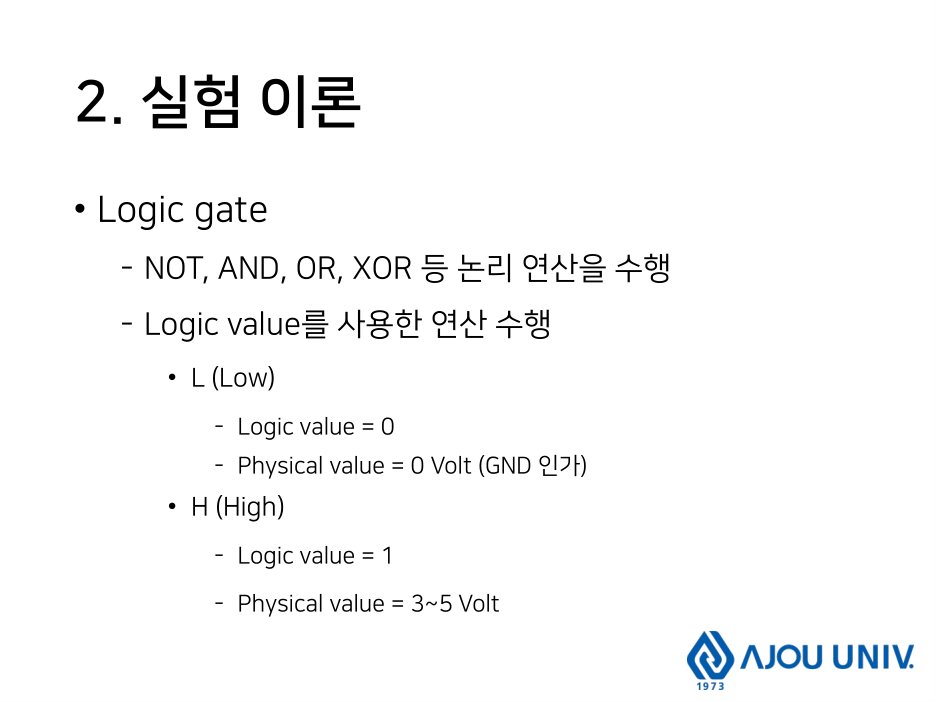 2. 실험 이론
• Logic gate
- NOT, AND, OR, XOR 등 논리 연산을 수행
- Logic value를 사용한 연산 수행
• L (Low)
- Logic value = 0
- Physical value = 0 Volt (GND 인가)
• H (High)
- Logic value = 1
- Physical value = 3~5 Volt
AJOU UNIV.
1973